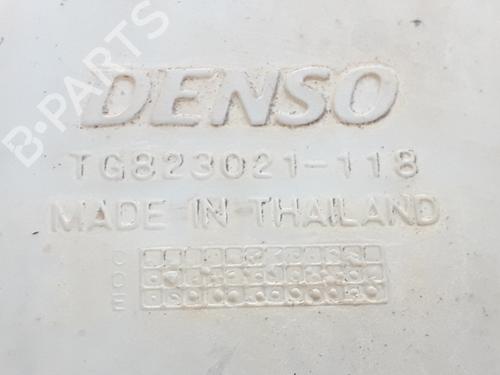 B-PARTS
DENSO
TG823021-118
MADE IN THAILAND